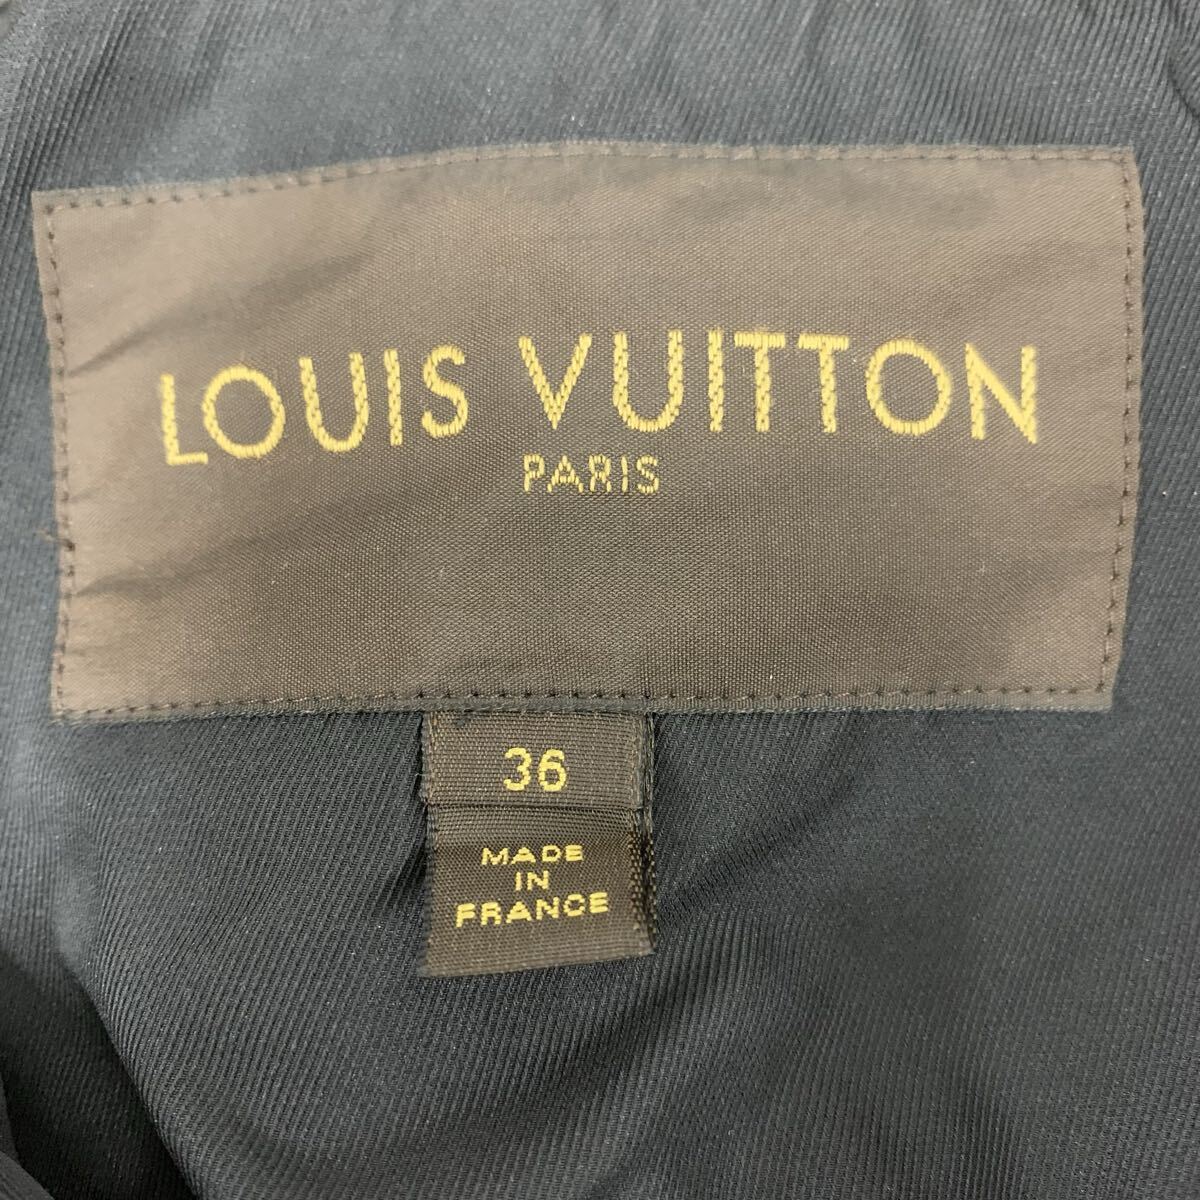 LOUIS VUITTON
PARIS
36
MADE
IN
FRANCE